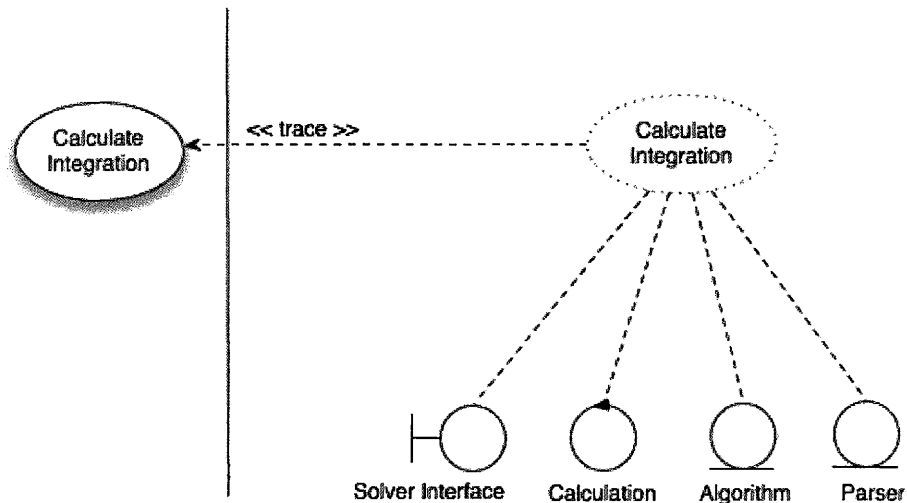 Calculate
Integration
<< trace >>
Calculate
Integration
Solver Interface
Calculation
Algorithm
Parser